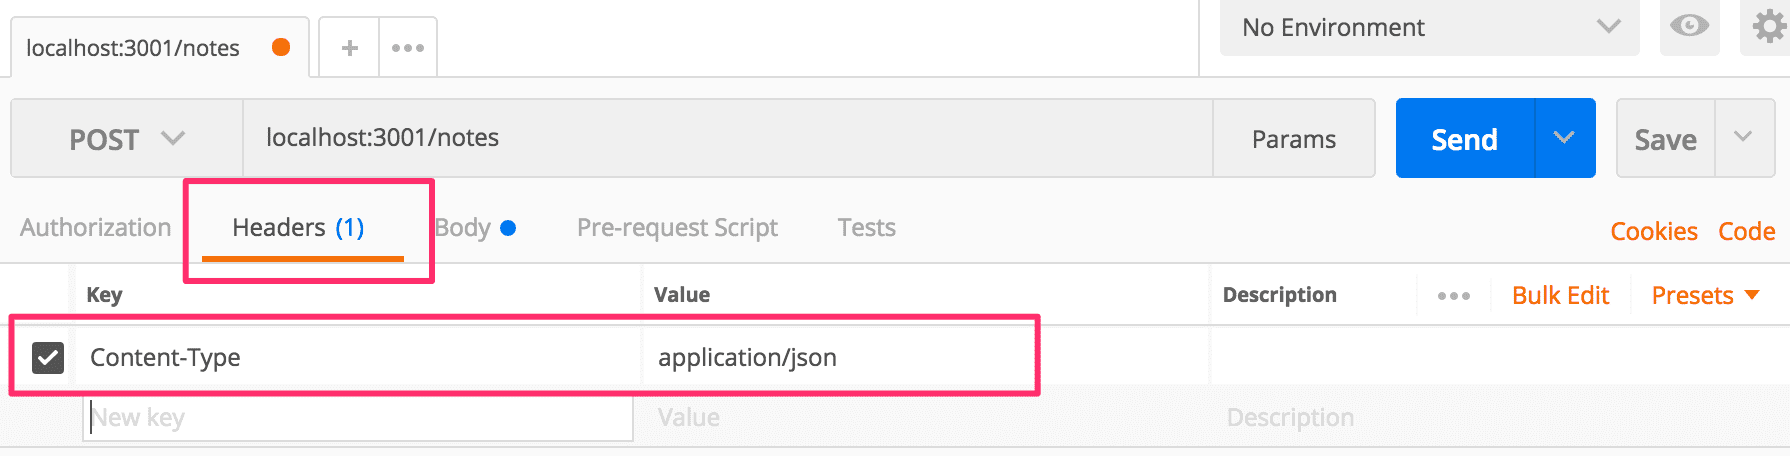 localhost:3001/notes
No Environment
POST localhost:3001/notes Params Send Save
Authorization Headers (1) Body Pre-request Script Tests Cookies Code
Key Value Description Bulk Edit Presets
Content-Type application/json
New key Value Description